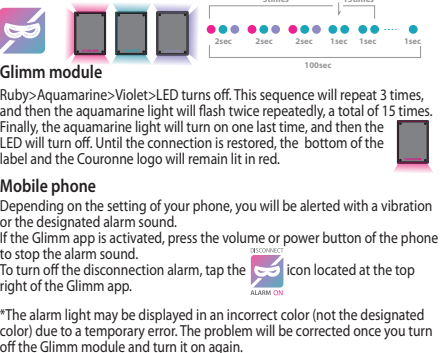 2sec 2sec 2sec 1sec 1sec 1sec
100sec
Glimm module
Ruby>Aquamarine>Violet>LED turns off. This sequence will repeat 3 times,
and then the aquamarine light will flash twice repeatedly, a total of 15 times.
Finally, the aquamarine light will turn on one last time, and then the
LED will turn off. Until the connection is restored, the bottom of the
label and the Couronne logo will remain lit in red.
Mobile phone
Depending on the setting of your phone, you will be alerted with a vibration
or the designated alarm sound.
If the Glimm app is activated, press the volume or power button of the phone
to stop the alarm sound.
DISCONNECT
To turn off the disconnection alarm, tap the icon located at the top
right of the Glimm app.
ALARM ON
*The alarm light may be displayed in an incorrect color (not the designated
color) due to a temporary error. The problem will be corrected once you turn
off the Glimm module and turn it on again.